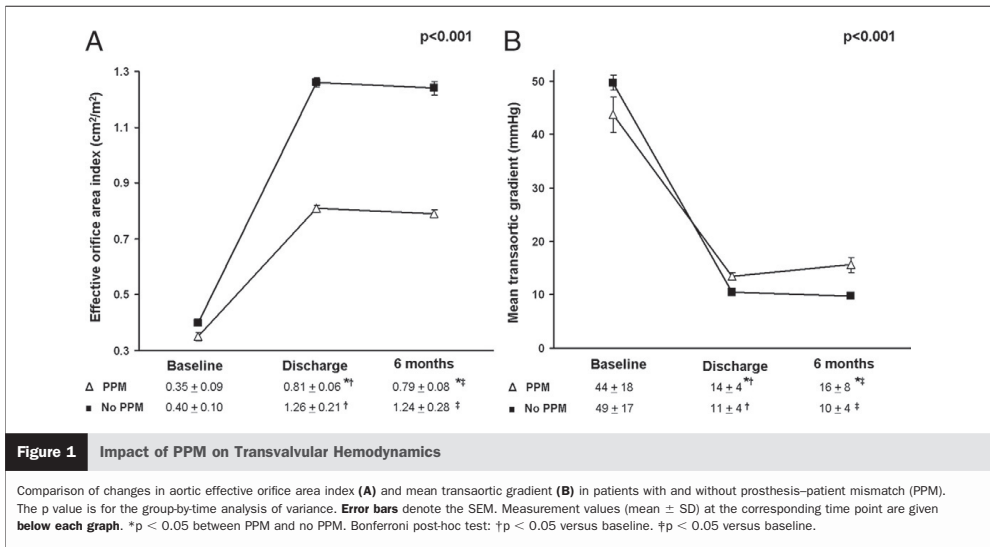 A
p<0.001
Effective orifice area index (cm²/m²)
1.3
1.1
0.9
0.7
0.5
0.3
Baseline Discharge 6 months
△ PPM 0.35 ± 0.09 0.81 ± 0.06 *† 0.79 ± 0.08 *‡
■ No PPM 0.40 ± 0.10 1.26 ± 0.21 † 1.24 ± 0.28 ‡
B
p<0.001
Mean transaortic gradient (mmHg)
50
40
30
20
10
0
Baseline Discharge 6 months
△ PPM 44 ± 18 14 ± 4 *† 16 ± 8 *‡
■ No PPM 49 ± 17 11 ± 4 † 10 ± 4 ‡
Figure 1 Impact of PPM on Transvalvular Hemodynamics
Comparison of changes in aortic effective orifice area index (A) and mean transaortic gradient (B) in patients with and without prosthesis–patient mismatch (PPM).
The p value is for the group-by-time analysis of variance. Error bars denote the SEM. Measurement values (mean ± SD) at the corresponding time point are given
below each graph. *p < 0.05 between PPM and no PPM. Bonferroni post-hoc test: †p < 0.05 versus baseline. ‡p < 0.05 versus baseline.